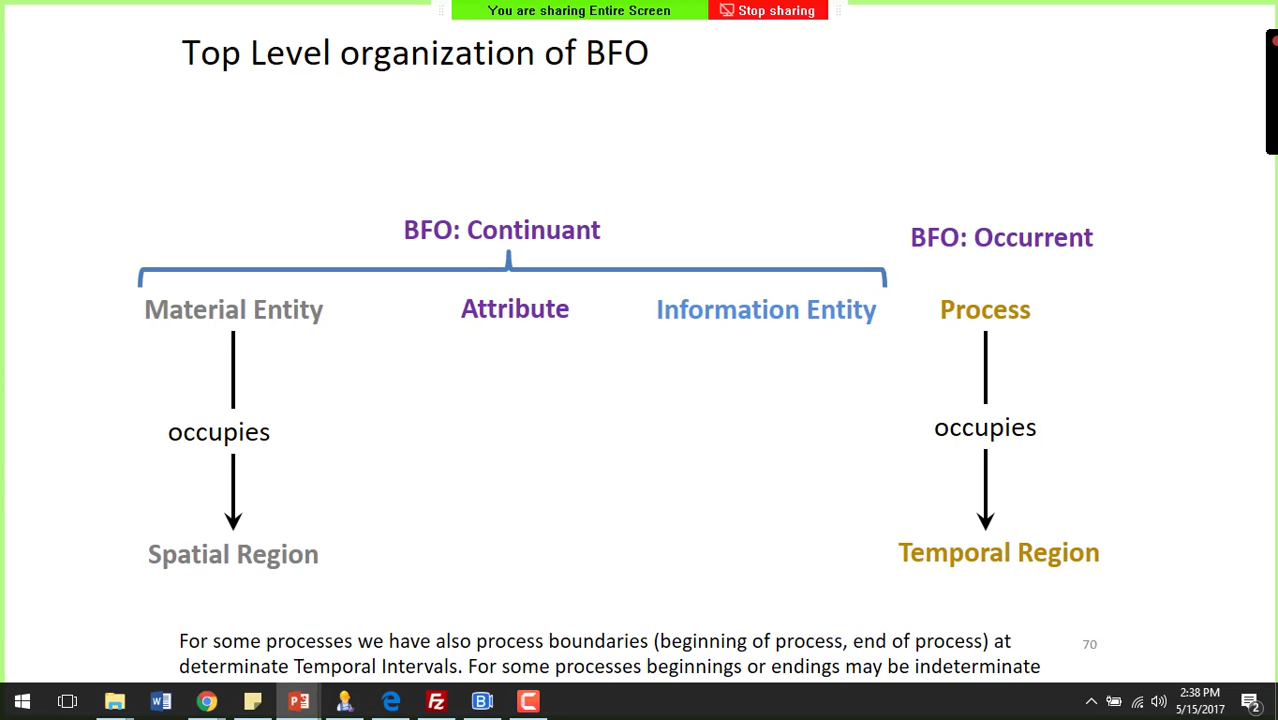 You are sharing Entire Screen
Stop sharing
Top Level organization of BFO
BFO: Continuant
BFO: Occurrent
Material Entity
Attribute
Information Entity
Process
occupies
occupies
Spatial Region
Temporal Region
For some processes we have also process boundaries (beginning of process, end of process) at
determinate Temporal Intervals. For some processes beginnings or endings may be indeterminate
70
2:38 PM
5/15/2017
2